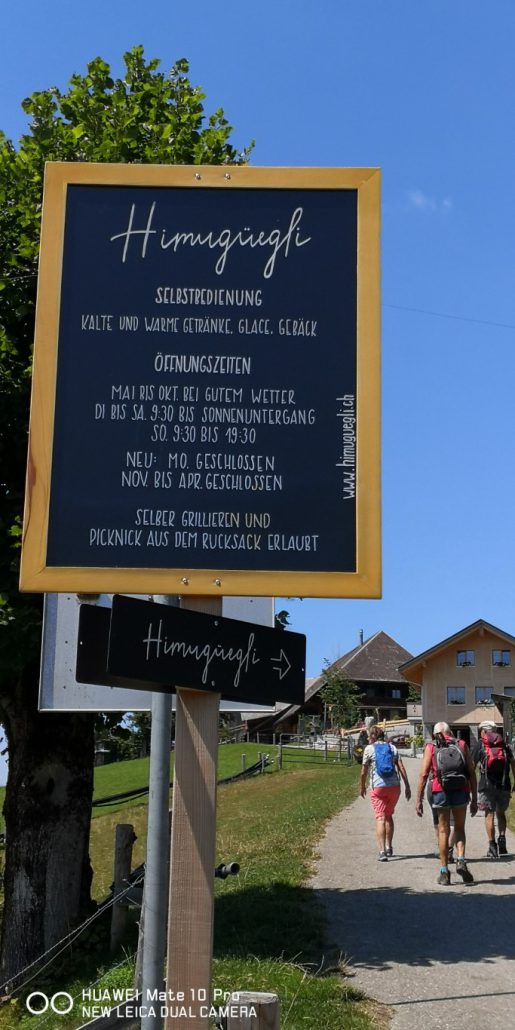 Himugüegli
SELBSTBEDIENUNG
KALTE UND WARME GETRÄNKE, GLACE, GEBÄCK
ÖFFNUNGSZEITEN
MAI BIS OKT. BEI GUTEM WETTER
DI BIS SA. 9:30 BIS SONNENUNTERGANG
SO. 9:30 BIS 19:30
NEU: MO. GESCHLOSSEN
NOV. BIS APR. GESCHLOSSEN
SELBER GRILLIEREN UND
PICKNICK AUS DEM RUCKSACK ERLAUBT
www.himuguegli.ch
Himugüegli
HUAWEI Mate 10 Pro
NEW LEICA DUAL CAMERA